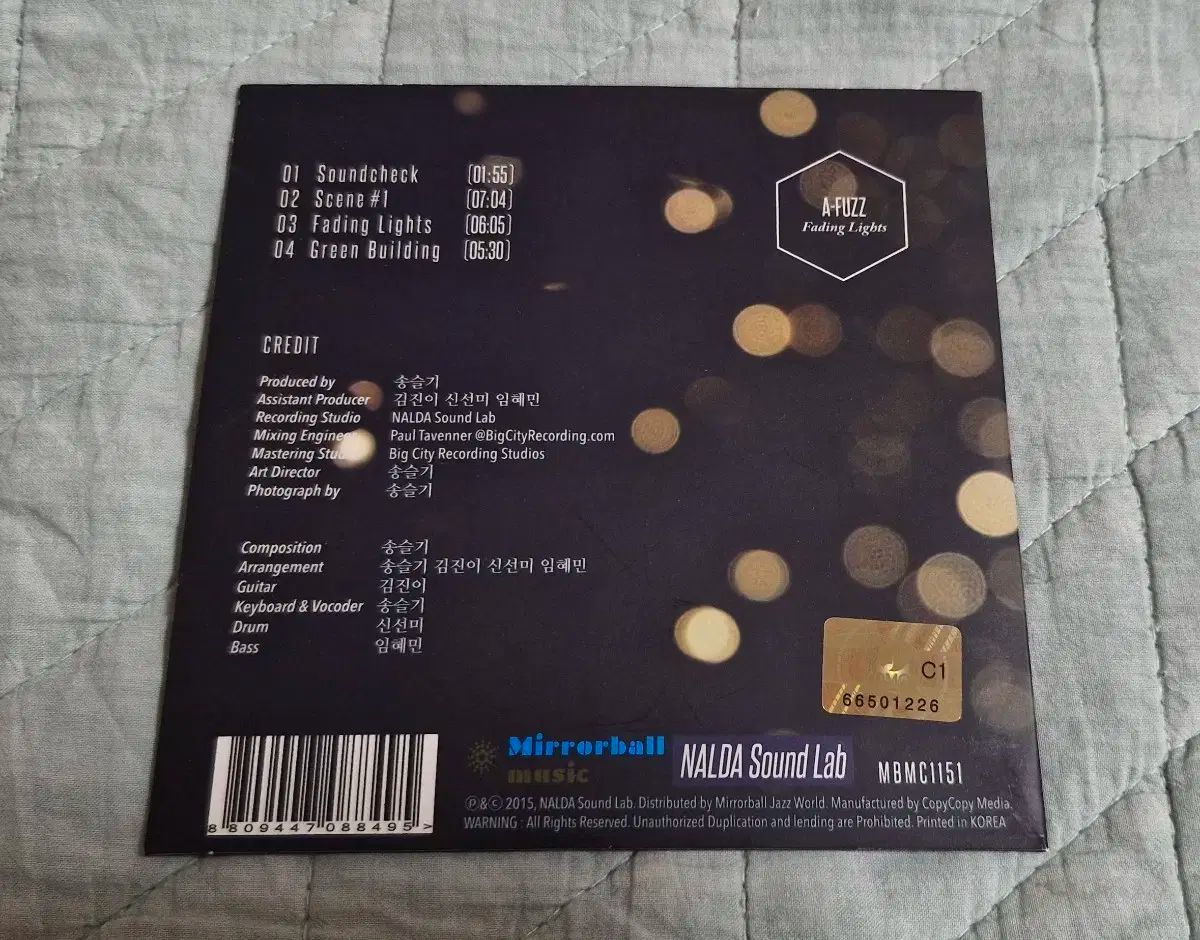 01 Soundcheck (01:55)
02 Scene #1 (07:04)
03 Fading Lights (06:05)
04 Green Building (05:30)
A-FUZZ
Fading Lights
CREDIT
Produced by 송슬기
Assistant Producer 김진이 신선미 임혜민
Recording Studio NALDA Sound Lab
Mixing Engineer Paul Tavenner @BigCityRecording.com
Mastering Studio Big City Recording Studios
Art Director 송슬기
Photograph by 송슬기
Composition 송슬기
Arrangement 송슬기 김진이 신선미 임혜민
Guitar 김진이
Keyboard & Vocoder 송슬기
Drum 신선미
Bass 임혜민
C1
66501226
8 809447 088495 >
Mirrorball
music
NALDA Sound Lab
MBMC1151
℗&© 2015, NALDA Sound Lab. Distributed by Mirrorball Jazz World. Manufactured by CopyCopy Media.
WARNING : All Rights Reserved. Unauthorized Duplication and lending are Prohibited. Printed in KOREA